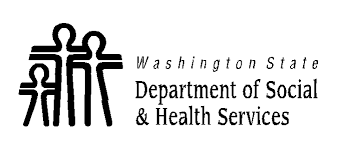 Washington State
Department of Social
& Health Services